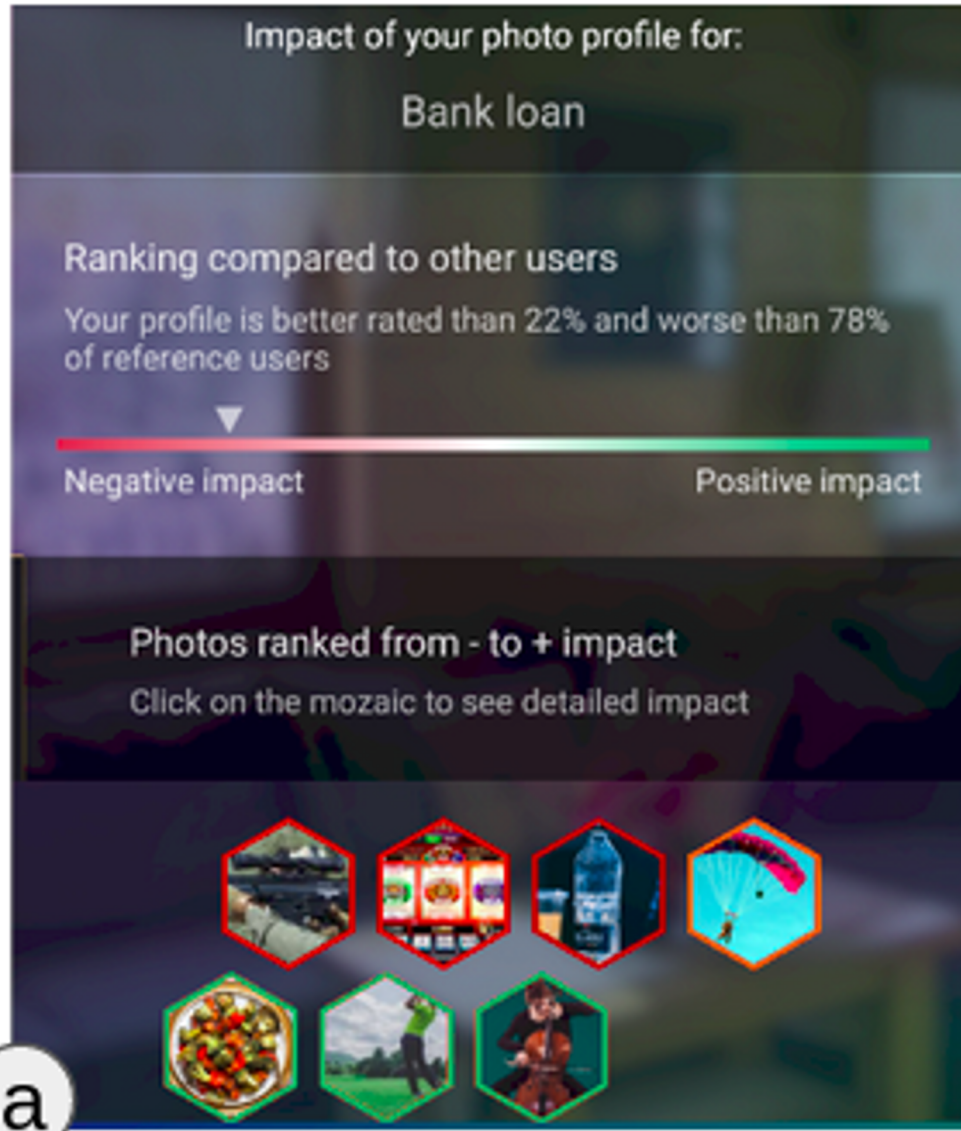 Impact of your photo profile for:
Bank loan
Ranking compared to other users
Your profile is better rated than 22% and worse than 78%
of reference users
Negative impact
Positive impact
Photos ranked from - to + impact
Click on the mozaic to see detailed impact
a